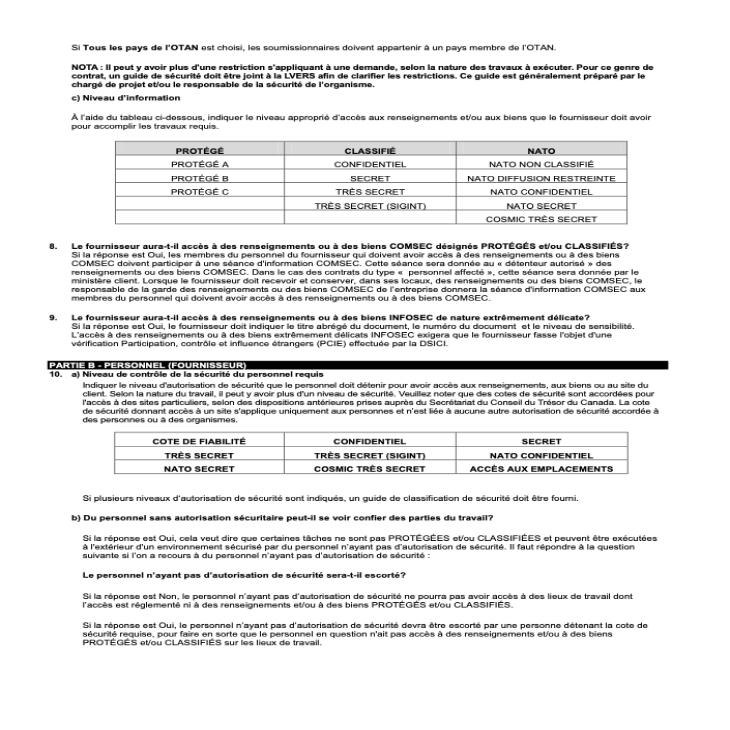 Si Tous les pays de l'OTAN est choisi, les soumissionnaires doivent appartenir à un pays membre de l'OTAN.
NOTA : Il peut y avoir plus d'une restriction s'appliquant à une demande, selon la nature des travaux à exécuter. Pour ce genre de
contrat, un guide de sécurité doit être joint à la LVERS afin de clarifier les restrictions. Ce guide est généralement préparé par le
chargé de projet et/ou le responsable de la sécurité de l'organisme.
c) Niveau d'information
À l'aide du tableau ci-dessous, indiquer le niveau approprié d'accès aux renseignements et/ou aux biens que le fournisseur doit avoir
pour accomplir les travaux requis.
PROTÉGÉ CLASSIFIÉ NATO
PROTÉGÉ A CONFIDENTIEL NATO NON CLASSIFIÉ
PROTÉGÉ B SECRET NATO DIFFUSION RESTREINTE
PROTÉGÉ C TRÈS SECRET NATO CONFIDENTIEL
TRÈS SECRET (SIGINT) NATO SECRET
COSMIC TRÈS SECRET
8. Le fournisseur aura-t-il accès à des renseignements ou à des biens COMSEC désignés PROTÉGÉS et/ou CLASSIFIÉS?
Si la réponse est Oui, les membres du personnel du fournisseur qui doivent avoir accès à des renseignements ou à des biens
COMSEC doivent participer à une séance d'information COMSEC. Cette séance sera donnée au « détenteur autorisé » des
renseignements ou des biens COMSEC. Dans le cas des contrats du type « personnel affecté », cette séance sera donnée par le
ministère client. Lorsque le fournisseur doit recevoir et conserver, dans ses locaux, des renseignements ou des biens COMSEC, le
responsable de la garde des renseignements ou des biens COMSEC de l'entreprise donnera la séance d'information COMSEC aux
membres du personnel qui doivent avoir accès à des renseignements ou à des biens COMSEC.
9. Le fournisseur aura-t-il accès à des renseignements ou à des biens INFOSEC de nature extrêmement délicate?
Si la réponse est Oui, le fournisseur doit indiquer le titre abrégé du document, le numéro du document et le niveau de sensibilité.
L'accès à des renseignements ou à des biens extrêmement délicats INFOSEC exigera que le fournisseur fasse l'objet d'une
vérification Participation, contrôle et influence étrangers (PCIE) effectuée par la DSICI.
PARTIE B - PERSONNEL (FOURNISSEUR)
10. a) Niveau de contrôle de la sécurité du personnel requis
Indiquer le niveau d'autorisation de sécurité que le personnel doit détenir pour avoir accès aux renseignements, aux biens ou au site du
client. Selon la nature du travail, il peut y avoir plus d'un niveau de sécurité. Veuillez noter que des cotes de sécurité sont accordées pour
l'accès à des sites particuliers, selon des dispositions antérieures prises auprès du Secrétariat du Conseil du Trésor du Canada. La cote
de sécurité donnant accès à un site s'applique uniquement aux personnes et n'est liée à aucune autre autorisation de sécurité accordée à
des personnes ou à des organismes.
COTE DE FIABILITÉ CONFIDENTIEL SECRET
TRÈS SECRET TRÈS SECRET (SIGINT) NATO CONFIDENTIEL
NATO SECRET COSMIC TRÈS SECRET ACCÈS AUX EMPLACEMENTS
Si plusieurs niveaux d'autorisation de sécurité sont indiqués, un guide de classification de sécurité doit être fourni.
b) Du personnel sans autorisation sécuritaire peut-il se voir confier des parties du travail?
Si la réponse est Oui, cela veut dire que certaines tâches ne sont pas PROTÉGÉES et/ou CLASSIFIÉES et peuvent être exécutées
à l'extérieur d'un environnement sécurisé par du personnel n'ayant pas d'autorisation de sécurité. Il faut répondre à la question
suivante si l'on a recours à du personnel n'ayant pas d'autorisation de sécurité :
Le personnel n'ayant pas d'autorisation de sécurité sera-t-il escorté?
Si la réponse est Non, le personnel n'ayant pas d'autorisation de sécurité ne pourra pas avoir accès à des lieux de travail dont
l'accès est réglementé ni à des renseignements et/ou à des biens PROTÉGÉS et/ou CLASSIFIÉS.
Si la réponse est Oui, le personnel n'ayant pas d'autorisation de sécurité devra être escorté par une personne détenant la cote de
sécurité requise, pour faire en sorte que le personnel en question n'ait pas accès à des renseignements et/ou à des biens
PROTÉGÉS et/ou CLASSIFIÉS sur les lieux de travail.